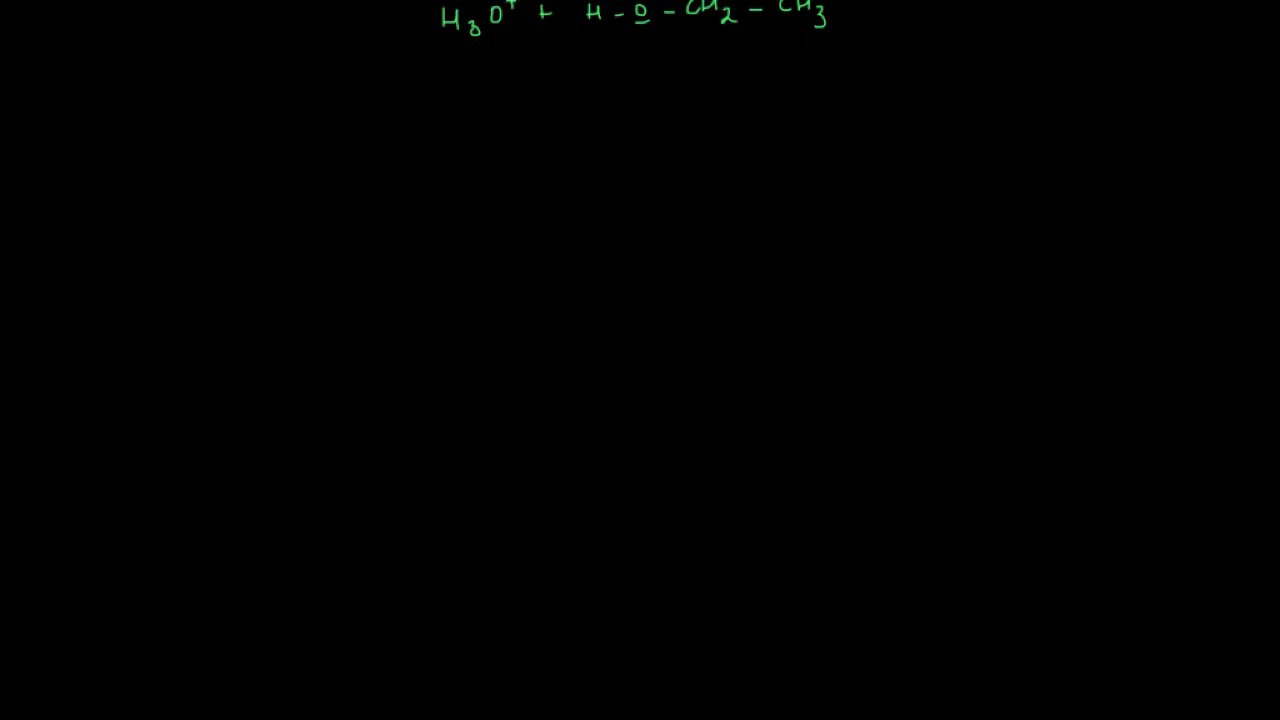 H₃O⁺ + H - O̲ - CH₂ - CH₃